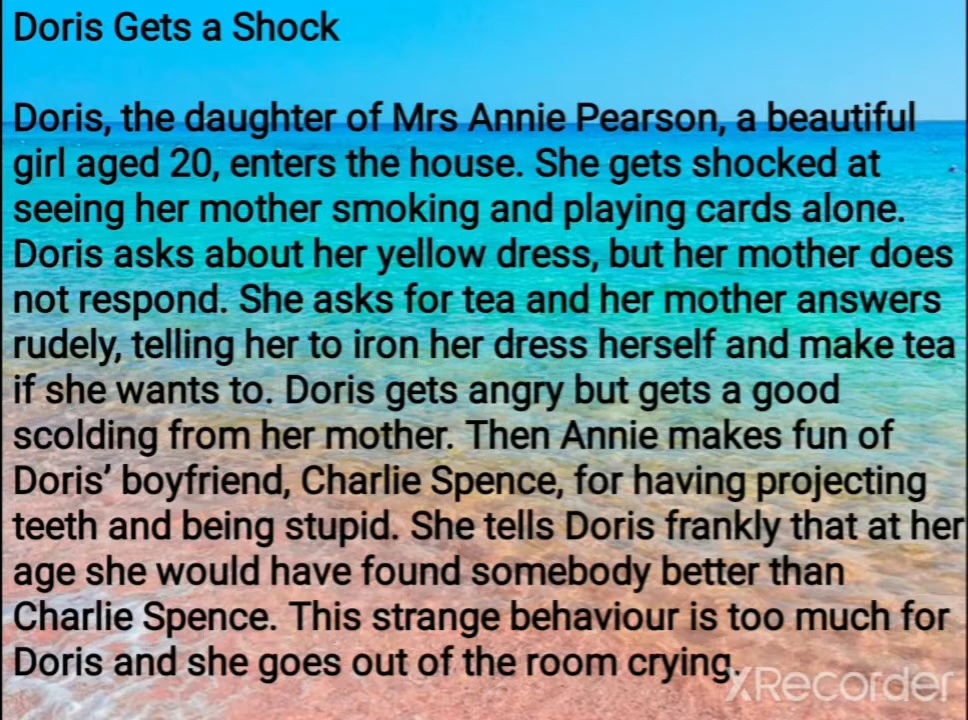 Doris Gets a Shock
Doris, the daughter of Mrs Annie Pearson, a beautiful
girl aged 20, enters the house. She gets shocked at
seeing her mother smoking and playing cards alone.
Doris asks about her yellow dress, but her mother does
not respond. She asks for tea and her mother answers
rudely, telling her to iron her dress herself and make tea
if she wants to. Doris gets angry but gets a good
scolding from her mother. Then Annie makes fun of
Doris’ boyfriend, Charlie Spence, for having projecting
teeth and being stupid. She tells Doris frankly that at her
age she would have found somebody better than
Charlie Spence. This strange behaviour is too much for
Doris and she goes out of the room crying.
XRecorder